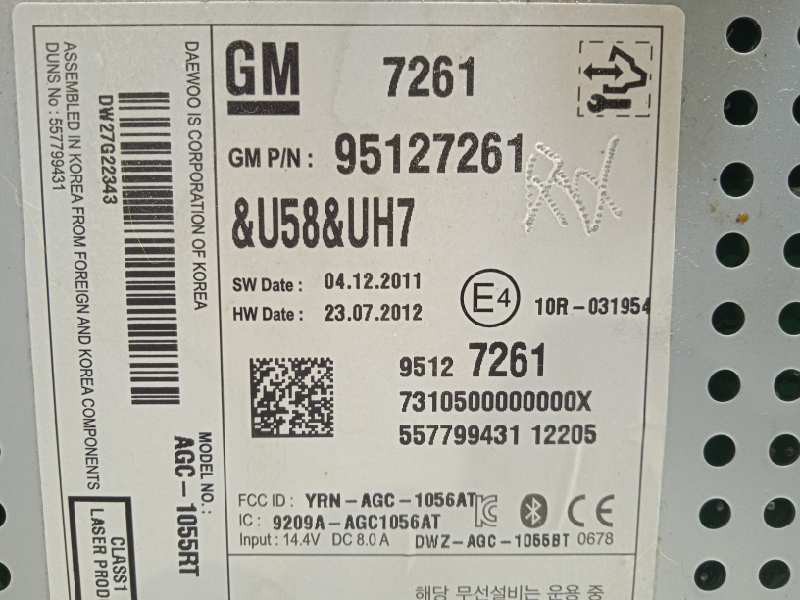 GM
7261
GM P/N : 95127261
&U58&UH7
SW Date : 04.12.2011
HW Date : 23.07.2012
E4
10R-031954
9512 7261
7310500000000X
557799431 12205
FCC ID : YRN-AGC-1056AT
IC : 9209A-AGC1056AT
Input : 14.4V DC 8.0 A DWZ-AGC-1055BT 0678
해당 무선설비는 운용 중
DAEWOO IS CORPORATION OF KOREA
DW27G22343
ASSEMBLED IN KOREA FROM FOREIGN AND KOREA COMPONENTS
DUNS No : 557799431
MODEL NO. :
AGC-1055RT
CLASS1
LASER PROD